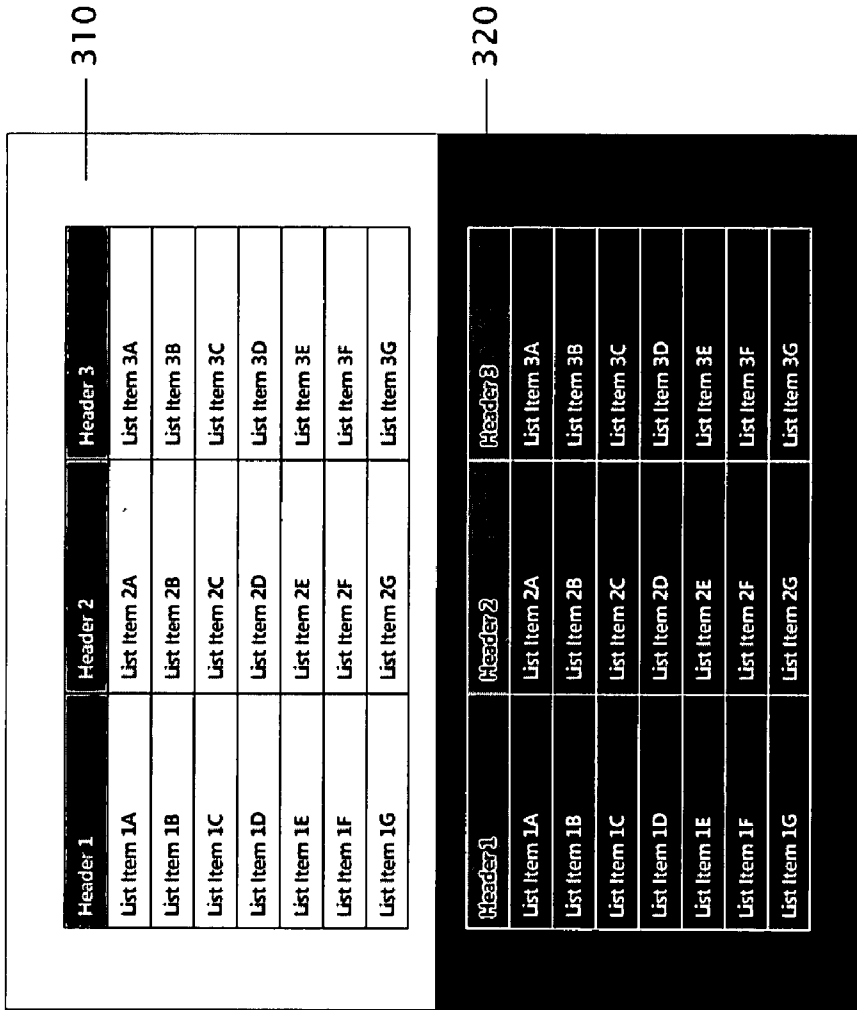 310
Header 1 Header 2 Header 3
List Item 1A List Item 2A List Item 3A
List Item 1B List Item 2B List Item 3B
List Item 1C List Item 2C List Item 3C
List Item 1D List Item 2D List Item 3D
List Item 1E List Item 2E List Item 3E
List Item 1F List Item 2F List Item 3F
List Item 1G List Item 2G List Item 3G
320
Header 1 Header 2 Header 3
List Item 1A List Item 2A List Item 3A
List Item 1B List Item 2B List Item 3B
List Item 1C List Item 2C List Item 3C
List Item 1D List Item 2D List Item 3D
List Item 1E List Item 2E List Item 3E
List Item 1F List Item 2F List Item 3F
List Item 1G List Item 2G List Item 3G